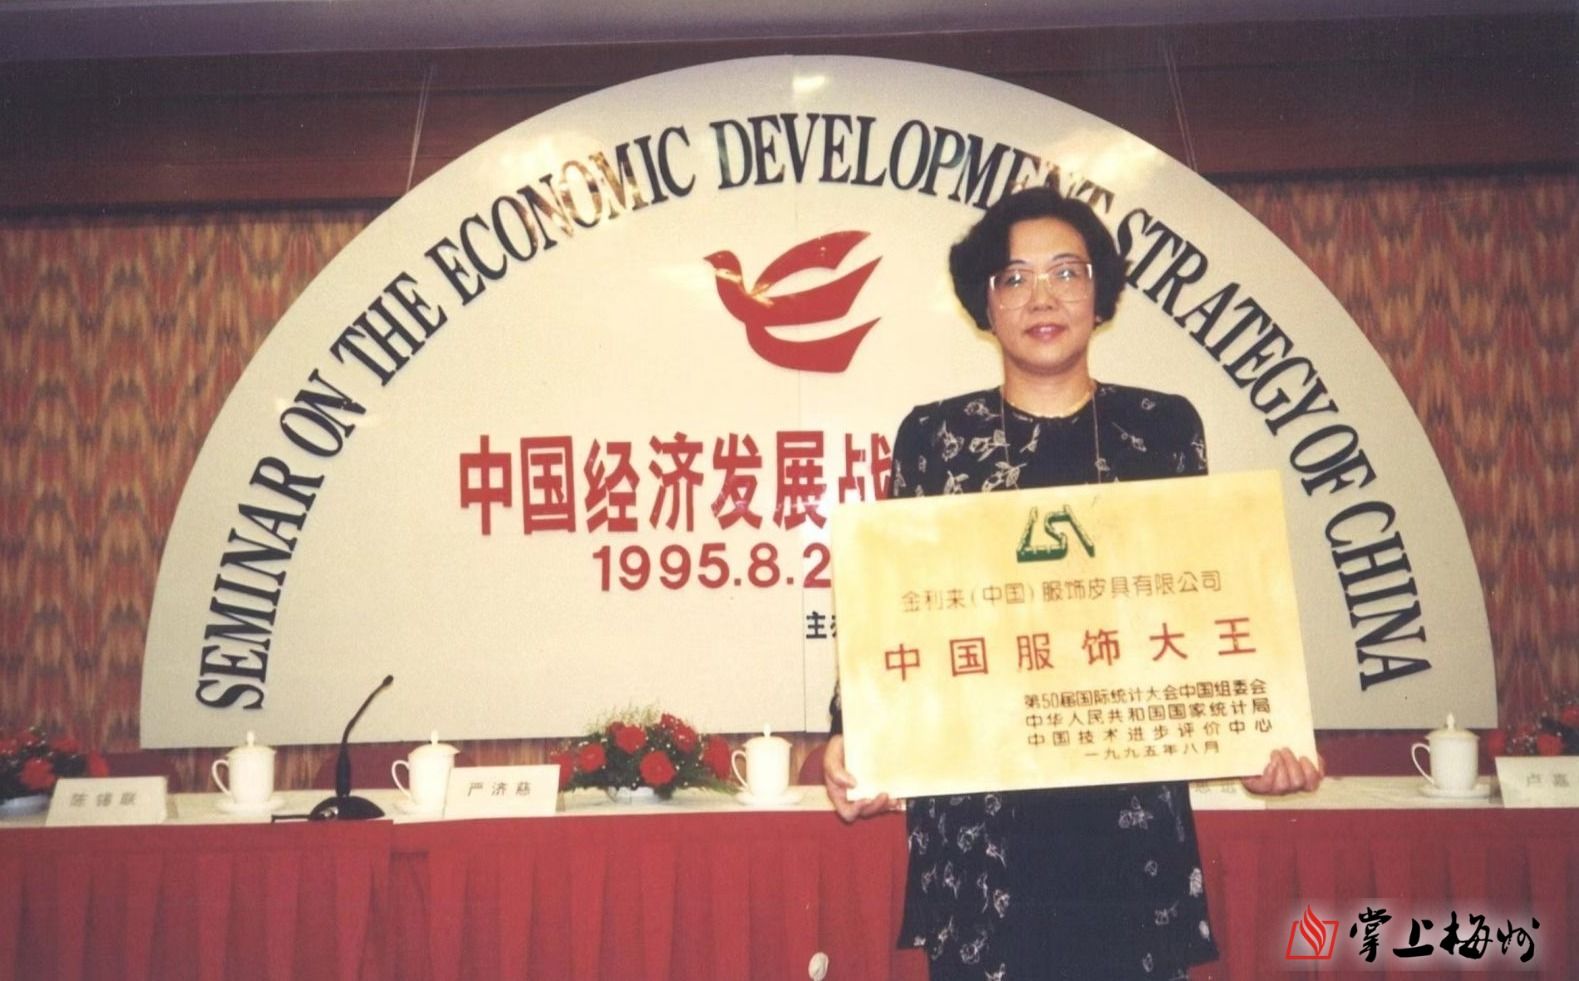 SEMINAR ON THE ECONOMIC DEVELOPMENT STRATEGY OF CHINA
中国经济发展战
1995.8.2
主
金利来(中国)服饰皮具有限公司
中国服饰大王
第50届国际统计大会中国组委会
中华人民共和国国家统计局
中国技术进步评价中心
一九九五年八月
陈锡联
严济慈
卢嘉
掌上梅州